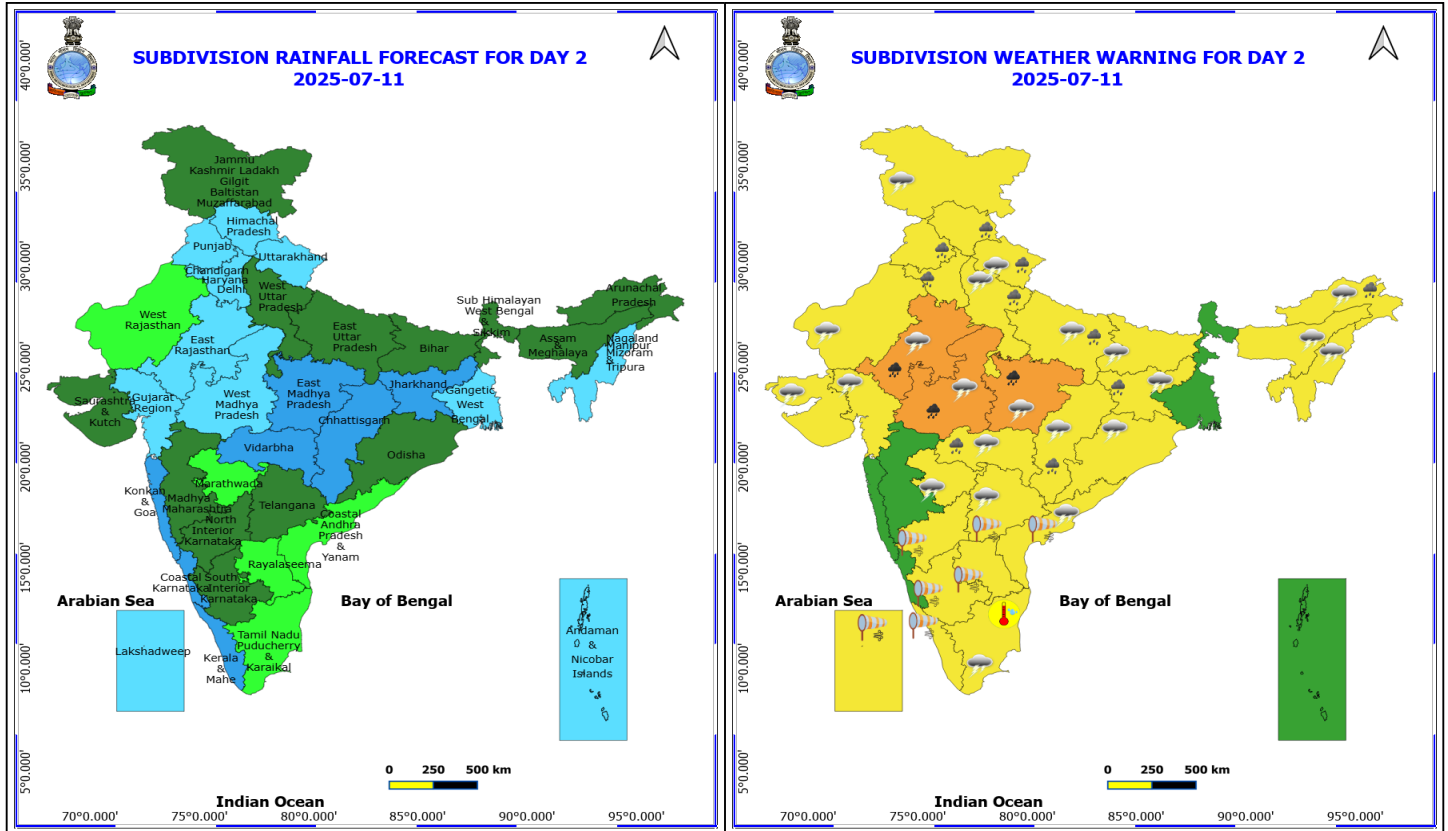 SUBDIVISION RAINFALL FORECAST FOR DAY 2
2025-07-11
40°0.000'
35°0.000'
30°0.000'
25°0.000'
20°0.000'
15°0.000'
10°0.000'
5°0.000'
Jammu
Kashmir Ladakh
Gilgit
Baltistan
Muzaffarabad
Himachal
Pradesh
Punjab
Uttarakhand
Chandigarh
Haryana
Delhi
West
Uttar
Pradesh
West
Rajasthan
East
Rajasthan
East
Uttar
Pradesh
Bihar
Sub Himalayan
West Bengal
&
Sikkim
Arunachal
Pradesh
Assam
&
Meghalaya
Nagaland
Manipur
Mizoram
&
Tripura
Saurashtra
&
Kutch
Gujarat
Region
West
Madhya
Pradesh
East
Madhya
Pradesh
Jharkhand
Gangetic
West
Bengal
Chhattisgarh
Vidarbha
Odisha
Konkan
&
Goa
Madhya
Maharashtra
Marathwada
Telangana
North
Interior
Karnataka
Coastal
Andhra
Pradesh
&
Yanam
Rayalaseema
Coastal
Karnataka
South
Interior
Karnataka
Tamil Nadu
Puducherry
&
Karaikal
Kerala
&
Mahe
Lakshadweep
Andaman
&
Nicobar
Islands
Arabian Sea
Bay of Bengal
0 250 500 km
Indian Ocean
70°0.000' 75°0.000' 80°0.000' 85°0.000' 90°0.000' 95°0.000'
SUBDIVISION WEATHER WARNING FOR DAY 2
2025-07-11
40°0.000'
35°0.000'
30°0.000'
25°0.000'
20°0.000'
15°0.000'
10°0.000'
5°0.000'
Arabian Sea
Bay of Bengal
0 250 500 km
Indian Ocean
70°0.000' 75°0.000' 80°0.000' 85°0.000' 90°0.000' 95°0.000'